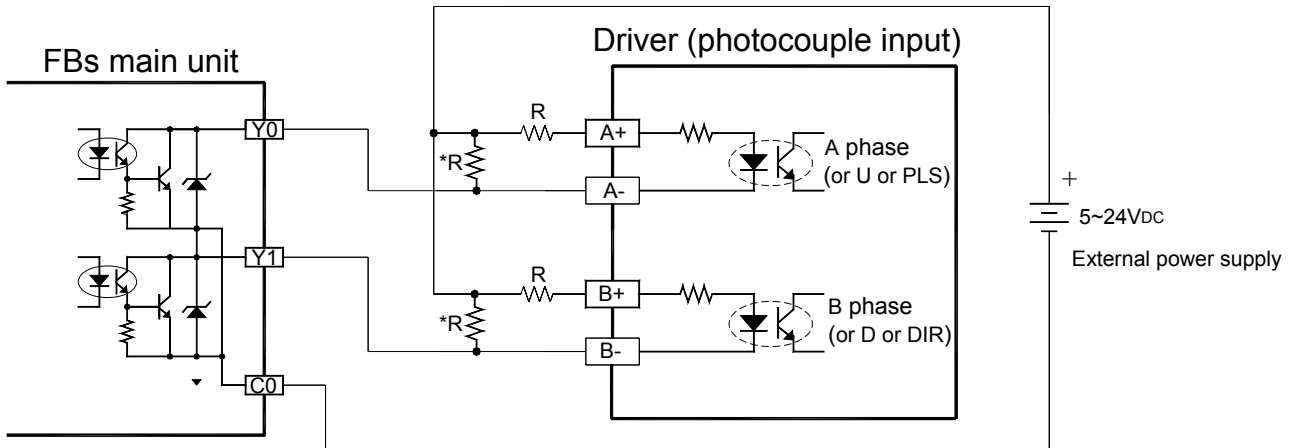 Driver (photocouple input)
FBs main unit
Y0
R
A+
*R
A phase
(or U or PLS)
A-
+
5~24VDC
External power supply
Y1
R
B+
*R
B phase
(or D or DIR)
B-
C0